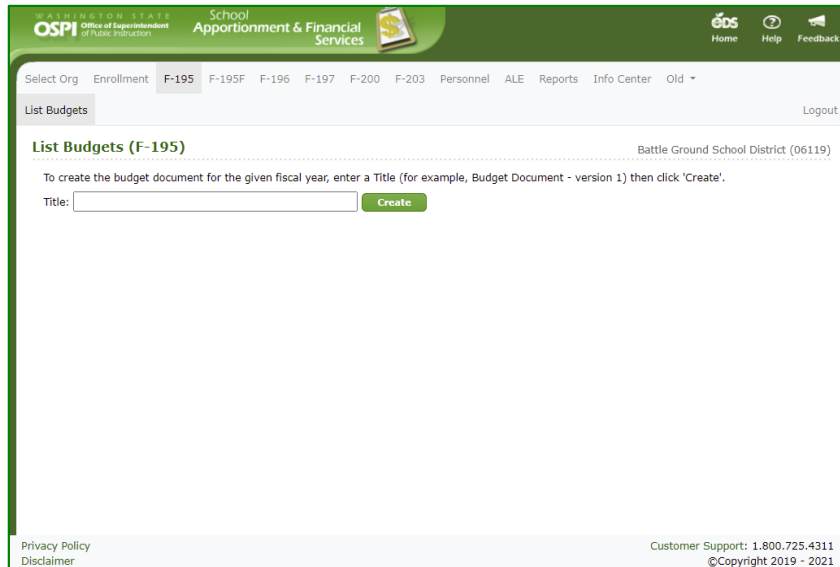 WASHINGTON STATE
OSPI Office of Superintendent
of Public Instruction
School
Apportionment & Financial
Services
eds
Home Help Feedback
Select Org Enrollment F-195 F-195F F-196 F-197 F-200 F-203 Personnel ALE Reports Info Center Old
List Budgets Logout
List Budgets (F-195) Battle Ground School District (06119)
To create the budget document for the given fiscal year, enter a Title (for example, Budget Document - version 1) then click 'Create'.
Title: Create
Privacy Policy Customer Support: 1.800.725.4311
Disclaimer ©Copyright 2019 - 2021